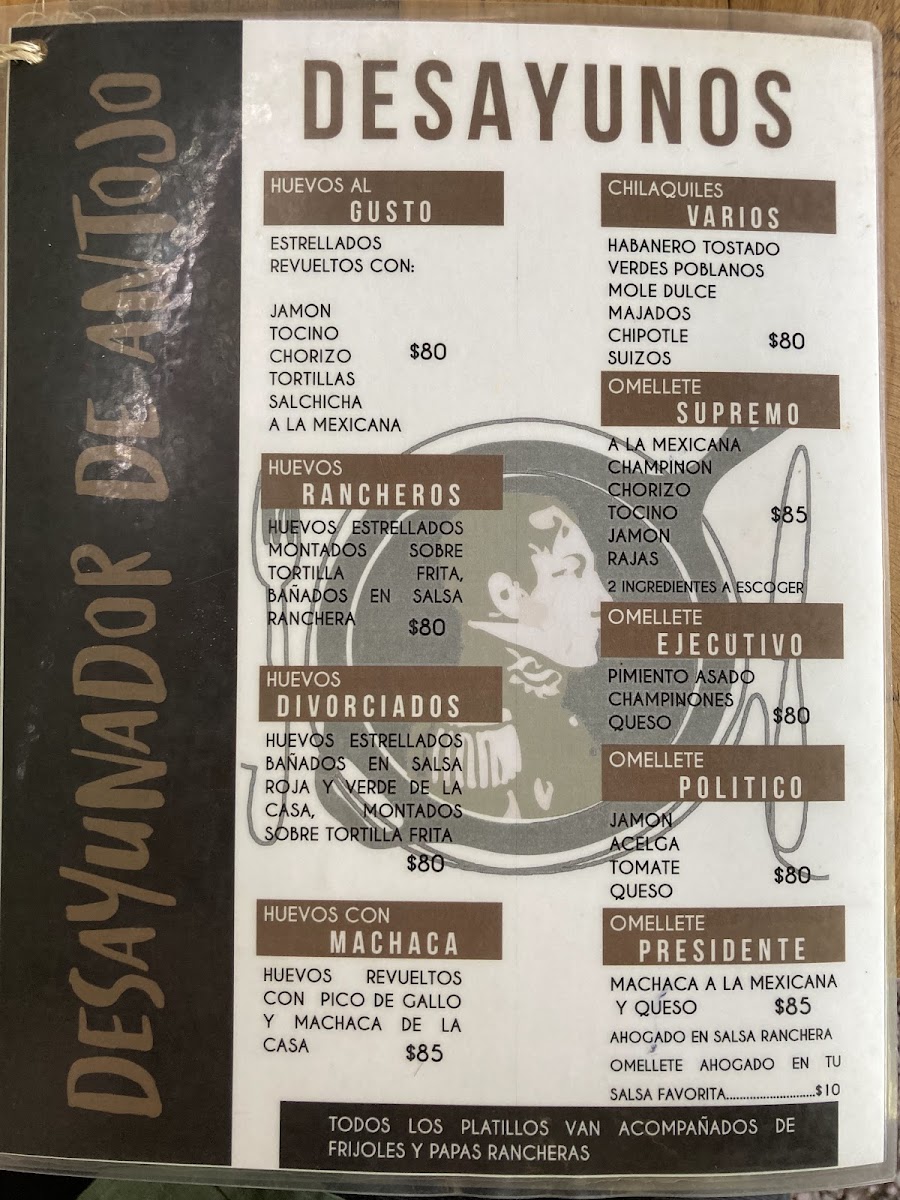 DESAYUNADOR DE ANTOJO
DESAYUNOS
HUEVOS AL
GUSTO
ESTRELLADOS
REVUELTOS CON:
JAMON
TOCINO
CHORIZO $80
TORTILLAS
SALCHICHA
A LA MEXICANA
HUEVOS
RANCHEROS
HUEVOS ESTRELLADOS
MONTADOS SOBRE
TORTILLA FRITA,
BAÑADOS EN SALSA
RANCHERA $80
HUEVOS
DIVORCIADOS
HUEVOS ESTRELLADOS
BAÑADOS EN SALSA
ROJA Y VERDE DE LA
CASA, MONTADOS
SOBRE TORTILLA FRITA
$80
HUEVOS CON
MACHACA
HUEVOS REVUELTOS
CON PICO DE GALLO
Y MACHACA DE LA
CASA $85
CHILAQUILES
VARIOS
HABANERO TOSTADO
VERDES POBLANOS
MOLE DULCE
MAJADOS
CHIPOTLE $80
SUIZOS
OMELLETE
SUPREMO
A LA MEXICANA
CHAMPIÑON
CHORIZO
TOCINO $85
JAMON
RAJAS
2 INGREDIENTES A ESCOGER
OMELLETE
EJECUTIVO
PIMIENTO ASADO
CHAMPIÑONES
QUESO $80
OMELLETE
POLITICO
JAMON
ACELGA
TOMATE
QUESO $80
OMELLETE
PRESIDENTE
MACHACA A LA MEXICANA
Y QUESO $85
AHOGADO EN SALSA RANCHERA
OMELLETE AHOGADO EN TU
SALSA FAVORITA..........................$10
TODOS LOS PLATILLOS VAN ACOMPAÑADOS DE
FRIJOLES Y PAPAS RANCHERAS